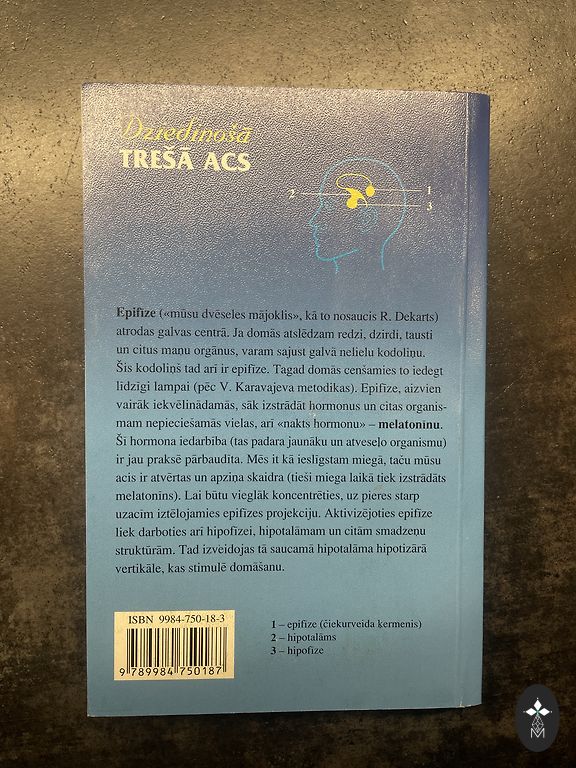 Dziedinošā
TREŠĀ ACS
2
1
3
Epifīze («mūsu dvēseles mājoklis», kā to nosaucis R. Dekarts)
atrodas galvas centrā. Ja domās atslēdzam redzi, dzirdi, tausti
un citus maņu orgānus, varam sajust galvā nelielu kodoliņu.
Šis kodoliņš tad arī ir epifīze. Tagad domās cenšamies to iedegt
līdzīgi lampai (pēc V. Karavajeva metodikas). Epifīze, aizvien
vairāk iekvēlinādamās, sāk izstrādāt hormonus un citas organis-
mam nepieciešamās vielas, arī «nakts hormonu» – melatonīnu.
Šī hormona iedarbība (tas padara jaunāku un atveseļo organismu)
ir jau praksē pārbaudīta. Mēs it kā ieslīgstam miegā, taču mūsu
acis ir atvērtas un apziņa skaidra (tieši miega laikā tiek izstrādāts
melatonīns). Lai būtu vieglāk koncentrēties, uz pieres starp
uzacīm iztēlojamies epifīzes projekciju. Aktivizējoties epifīze
liek darboties arī hipofīzei, hipotalāmam un citām smadzeņu
struktūrām. Tad izveidojas tā saucamā hipotalāma hipotizārā
vertikāle, kas stimulē domāšanu.
ISBN 9984-750-18-3
9 789984 750187
1 – epifīze (čiekurveida ķermenis)
2 – hipotalāms
3 – hipofīze
M